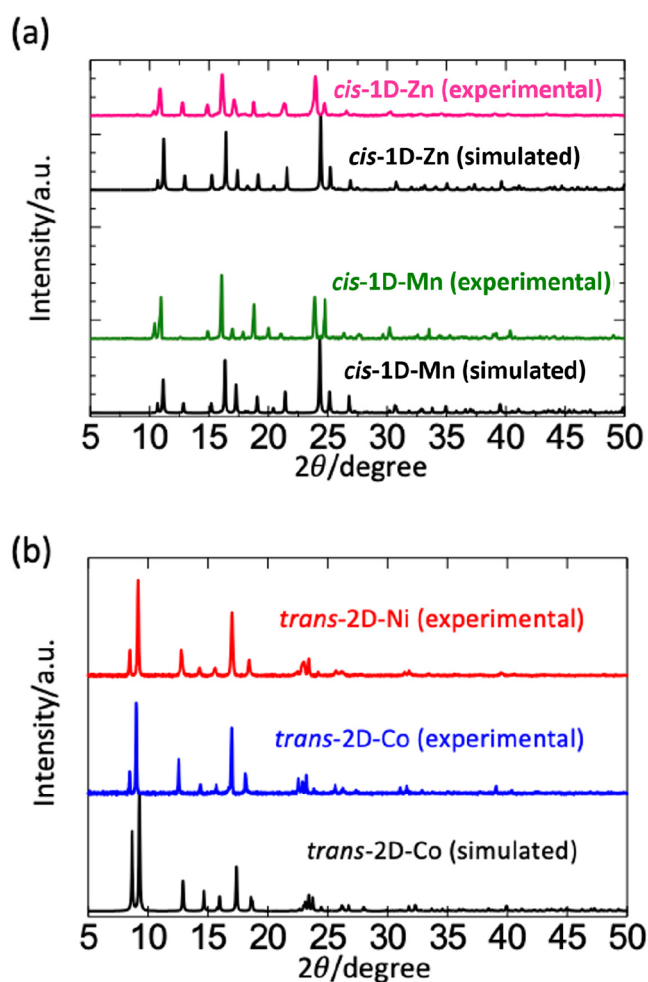 (a)
cis-1D-Zn (experimental)
cis-1D-Zn (simulated)
cis-1D-Mn (experimental)
cis-1D-Mn (simulated)
Intensity/a.u.
5 10 15 20 25 30 35 40 45 50
2θ/degree
(b)
trans-2D-Ni (experimental)
trans-2D-Co (experimental)
trans-2D-Co (simulated)
Intensity/a.u.
5 10 15 20 25 30 35 40 45 50
2θ/degree